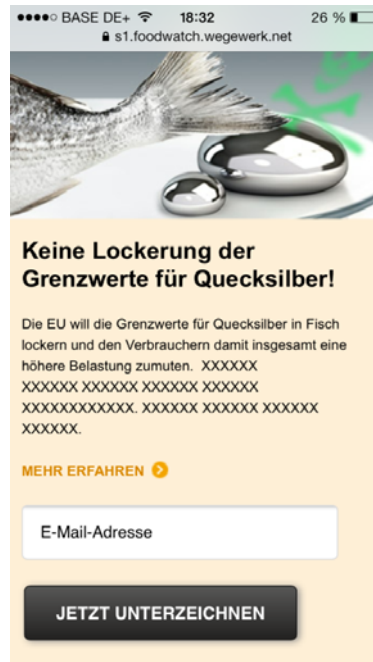 BASE DE+ 18:32 26 %
s1.foodwatch.wegewerk.net
Keine Lockerung der
Grenzwerte für Quecksilber!
Die EU will die Grenzwerte für Quecksilber in Fisch
lockern und den Verbrauchern damit insgesamt eine
höhere Belastung zumuten. XXXXXX
XXXXXX XXXXXX XXXXXX XXXXXX
XXXXXXXXXXXX. XXXXXX XXXXXX XXXXXX
XXXXXX.
MEHR ERFAHREN
E-Mail-Adresse
JETZT UNTERZEICHNEN